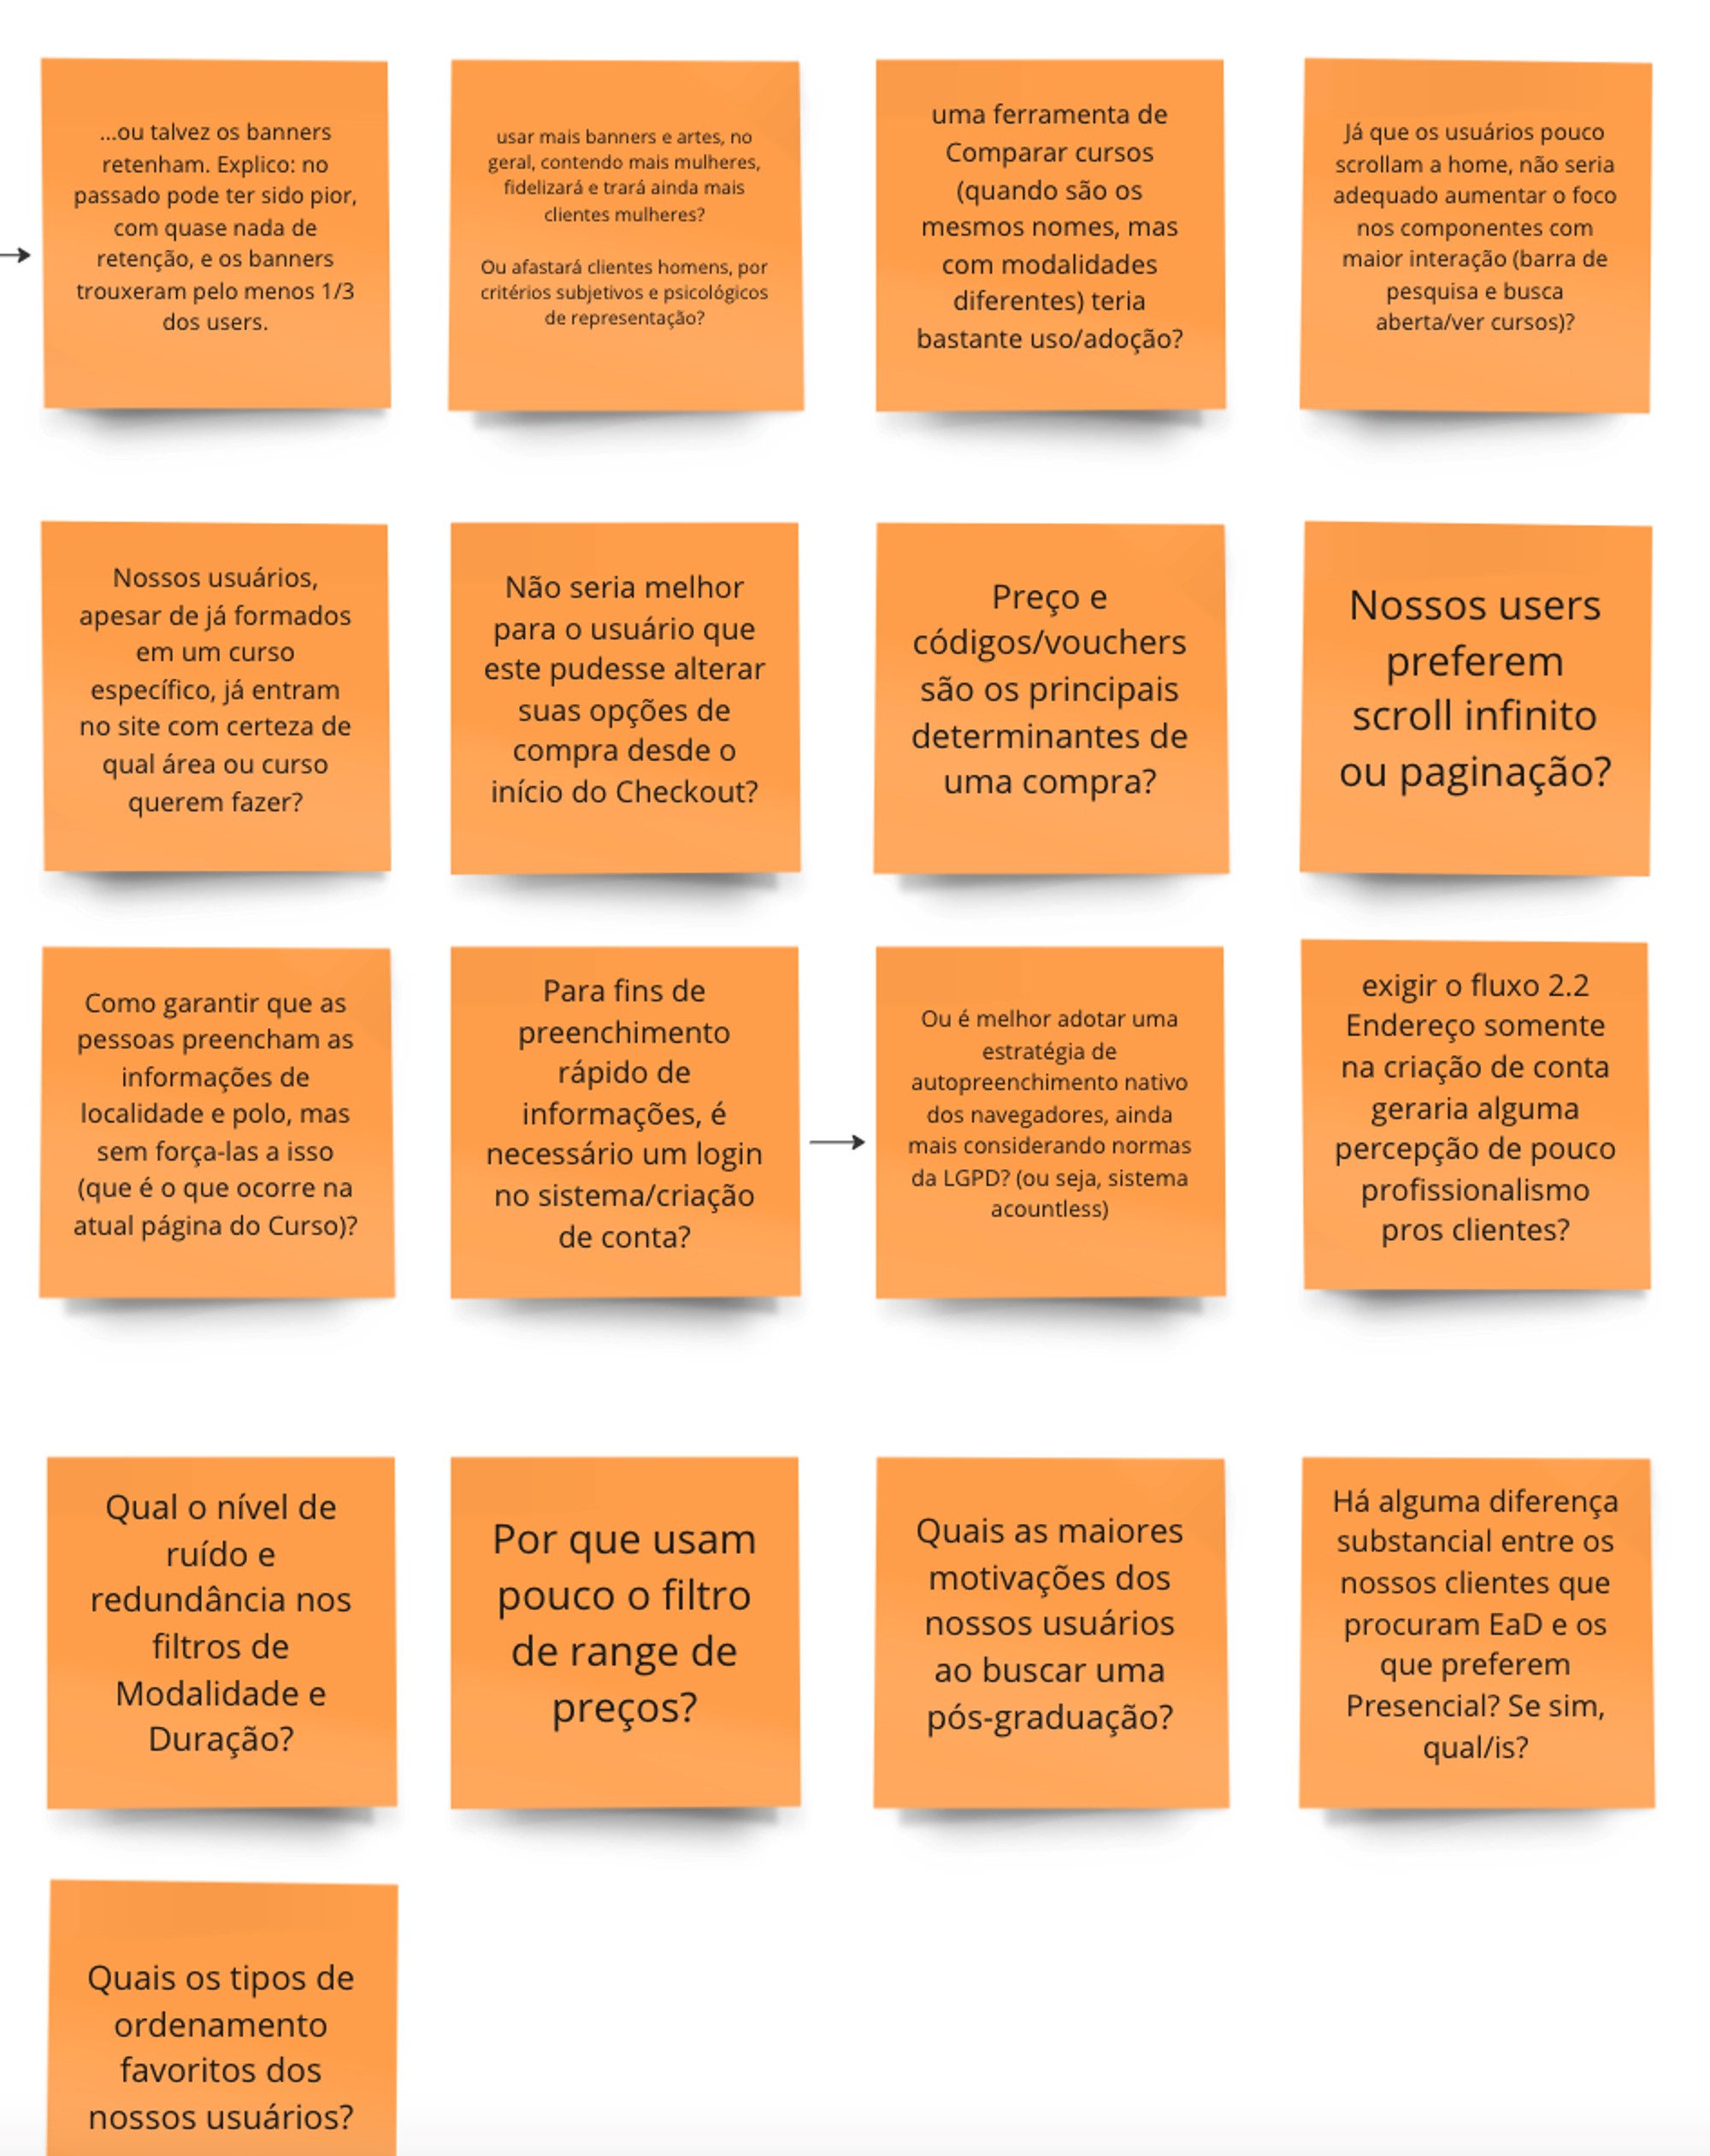 ...ou talvez os banners
retenham. Explico: no
passado pode ter sido pior,
com quase nada de
retenção, e os banners
trouxeram pelo menos 1/3
dos users.
usar mais banners e artes, no
geral, contendo mais mulheres,
fidelizará e trará ainda mais
clientes mulheres?
Ou afastará clientes homens, por
critérios subjetivos e psicológicos
de representação?
uma ferramenta de
Comparar cursos
(quando são os
mesmos nomes, mas
com modalidades
diferentes) teria
bastante uso/adoção?
Já que os usuários pouco
scrollam a home, não seria
adequado aumentar o foco
nos componentes com
maior interação (barra de
pesquisa e busca
aberta/ver cursos)?
Nossos usuários,
apesar de já formados
em um curso
específico, já entram
no site com certeza de
qual área ou curso
querem fazer?
Não seria melhor
para o usuário que
este pudesse alterar
suas opções de
compra desde o
início do Checkout?
Preço e
códigos/vouchers
são os principais
determinantes de
uma compra?
Nossos users
preferem
scroll infinito
ou paginação?
Como garantir que as
pessoas preencham as
informações de
localidade e polo, mas
sem força-las a isso
(que é o que ocorre na
atual página do Curso)?
Para fins de
preenchimento
rápido de
informações, é
necessário um login
no sistema/criação
de conta?
Ou é melhor adotar uma
estratégia de
autopreenchimento nativo
dos navegadores, ainda
mais considerando normas
da LGPD? (ou seja, sistema
acountless)
exigir o fluxo 2.2
Endereço somente
na criação de conta
geraria alguma
percepção de pouco
profissionalismo
pros clientes?
Qual o nível de
ruído e
redundância nos
filtros de
Modalidade e
Duração?
Por que usam
pouco o filtro
de range de
preços?
Quais as maiores
motivações dos
nossos usuários
ao buscar uma
pós-graduação?
Há alguma diferença
substancial entre os
nossos clientes que
procuram EaD e os
que preferem
Presencial? Se sim,
qual/is?
Quais os tipos de
ordenamento
favoritos dos
nossos usuários?